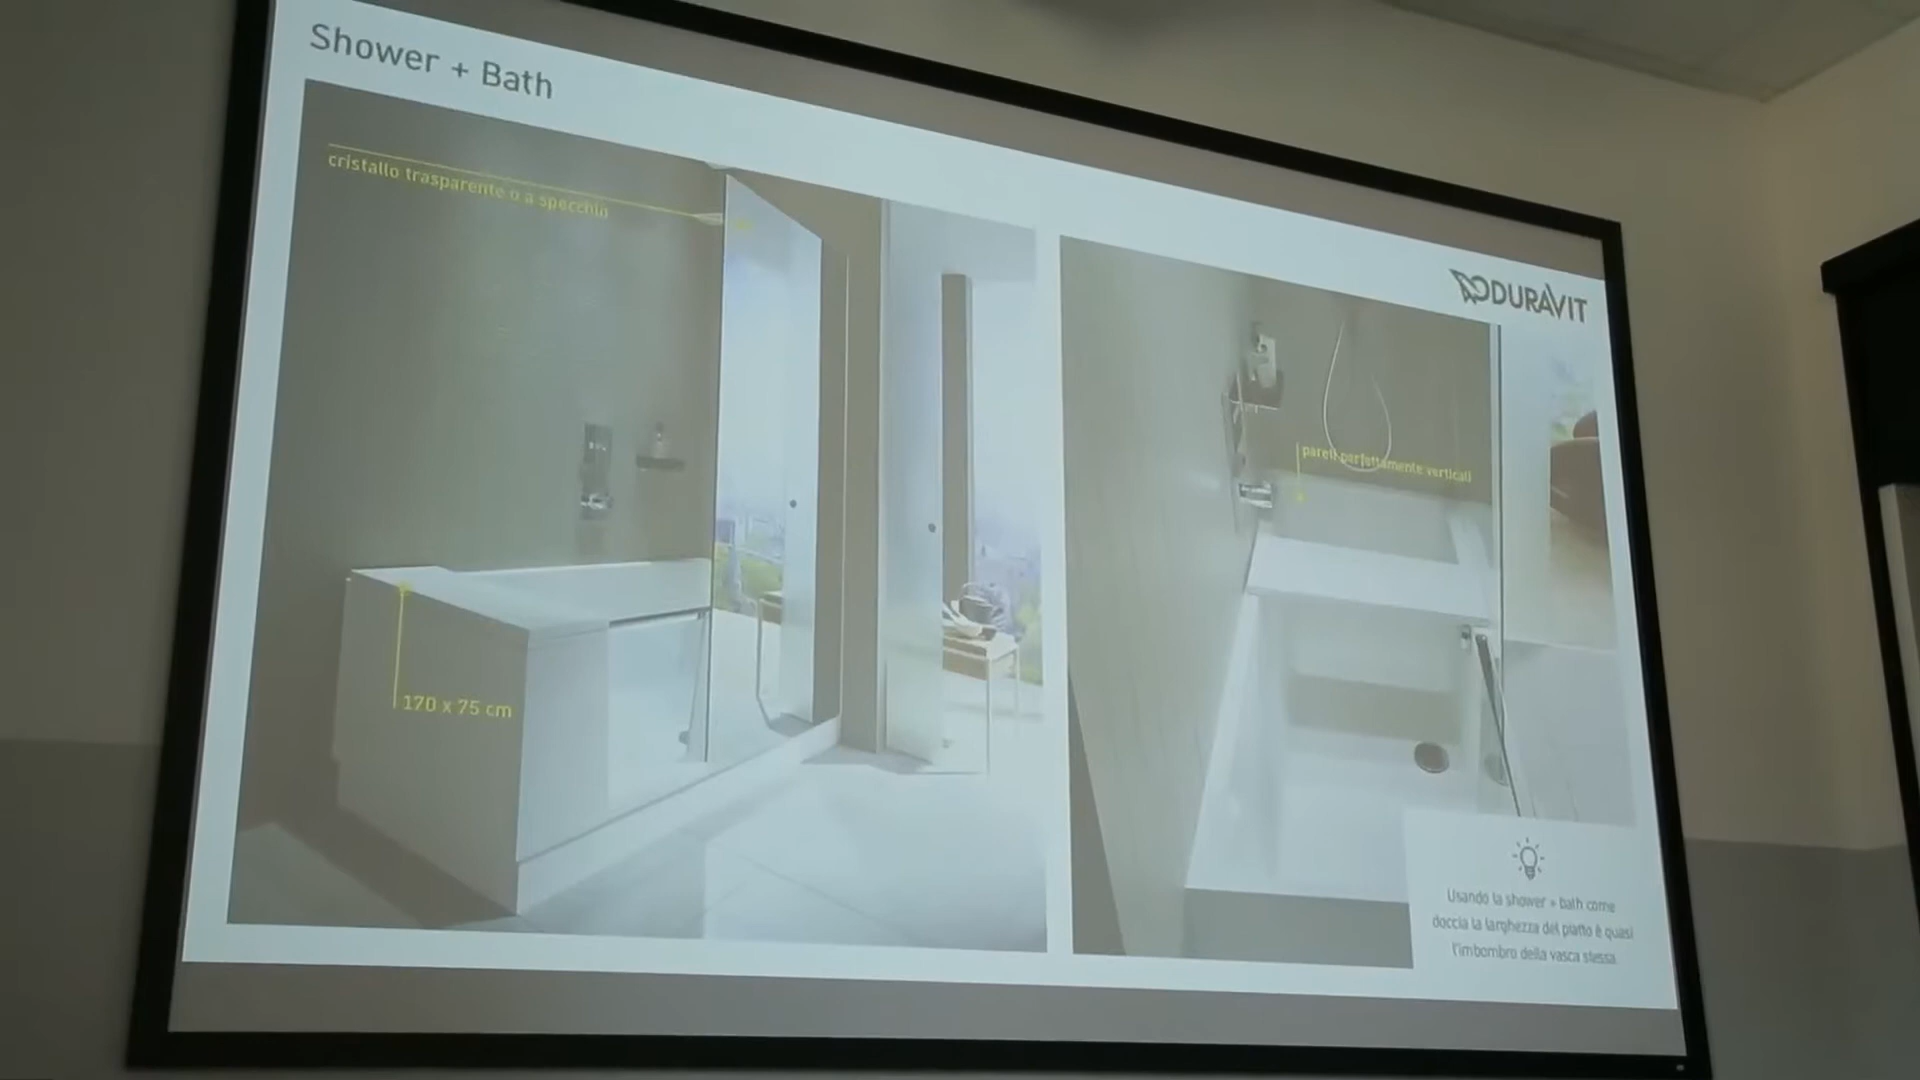 Shower + Bath
cristallo trasparente o a specchio
DURAVIT
pareti perfettamente verticali
170 x 75 cm
Usando la shower + bath come
doccia la larghezza del piatto è quasi
l'imbombro della vasca stessa.